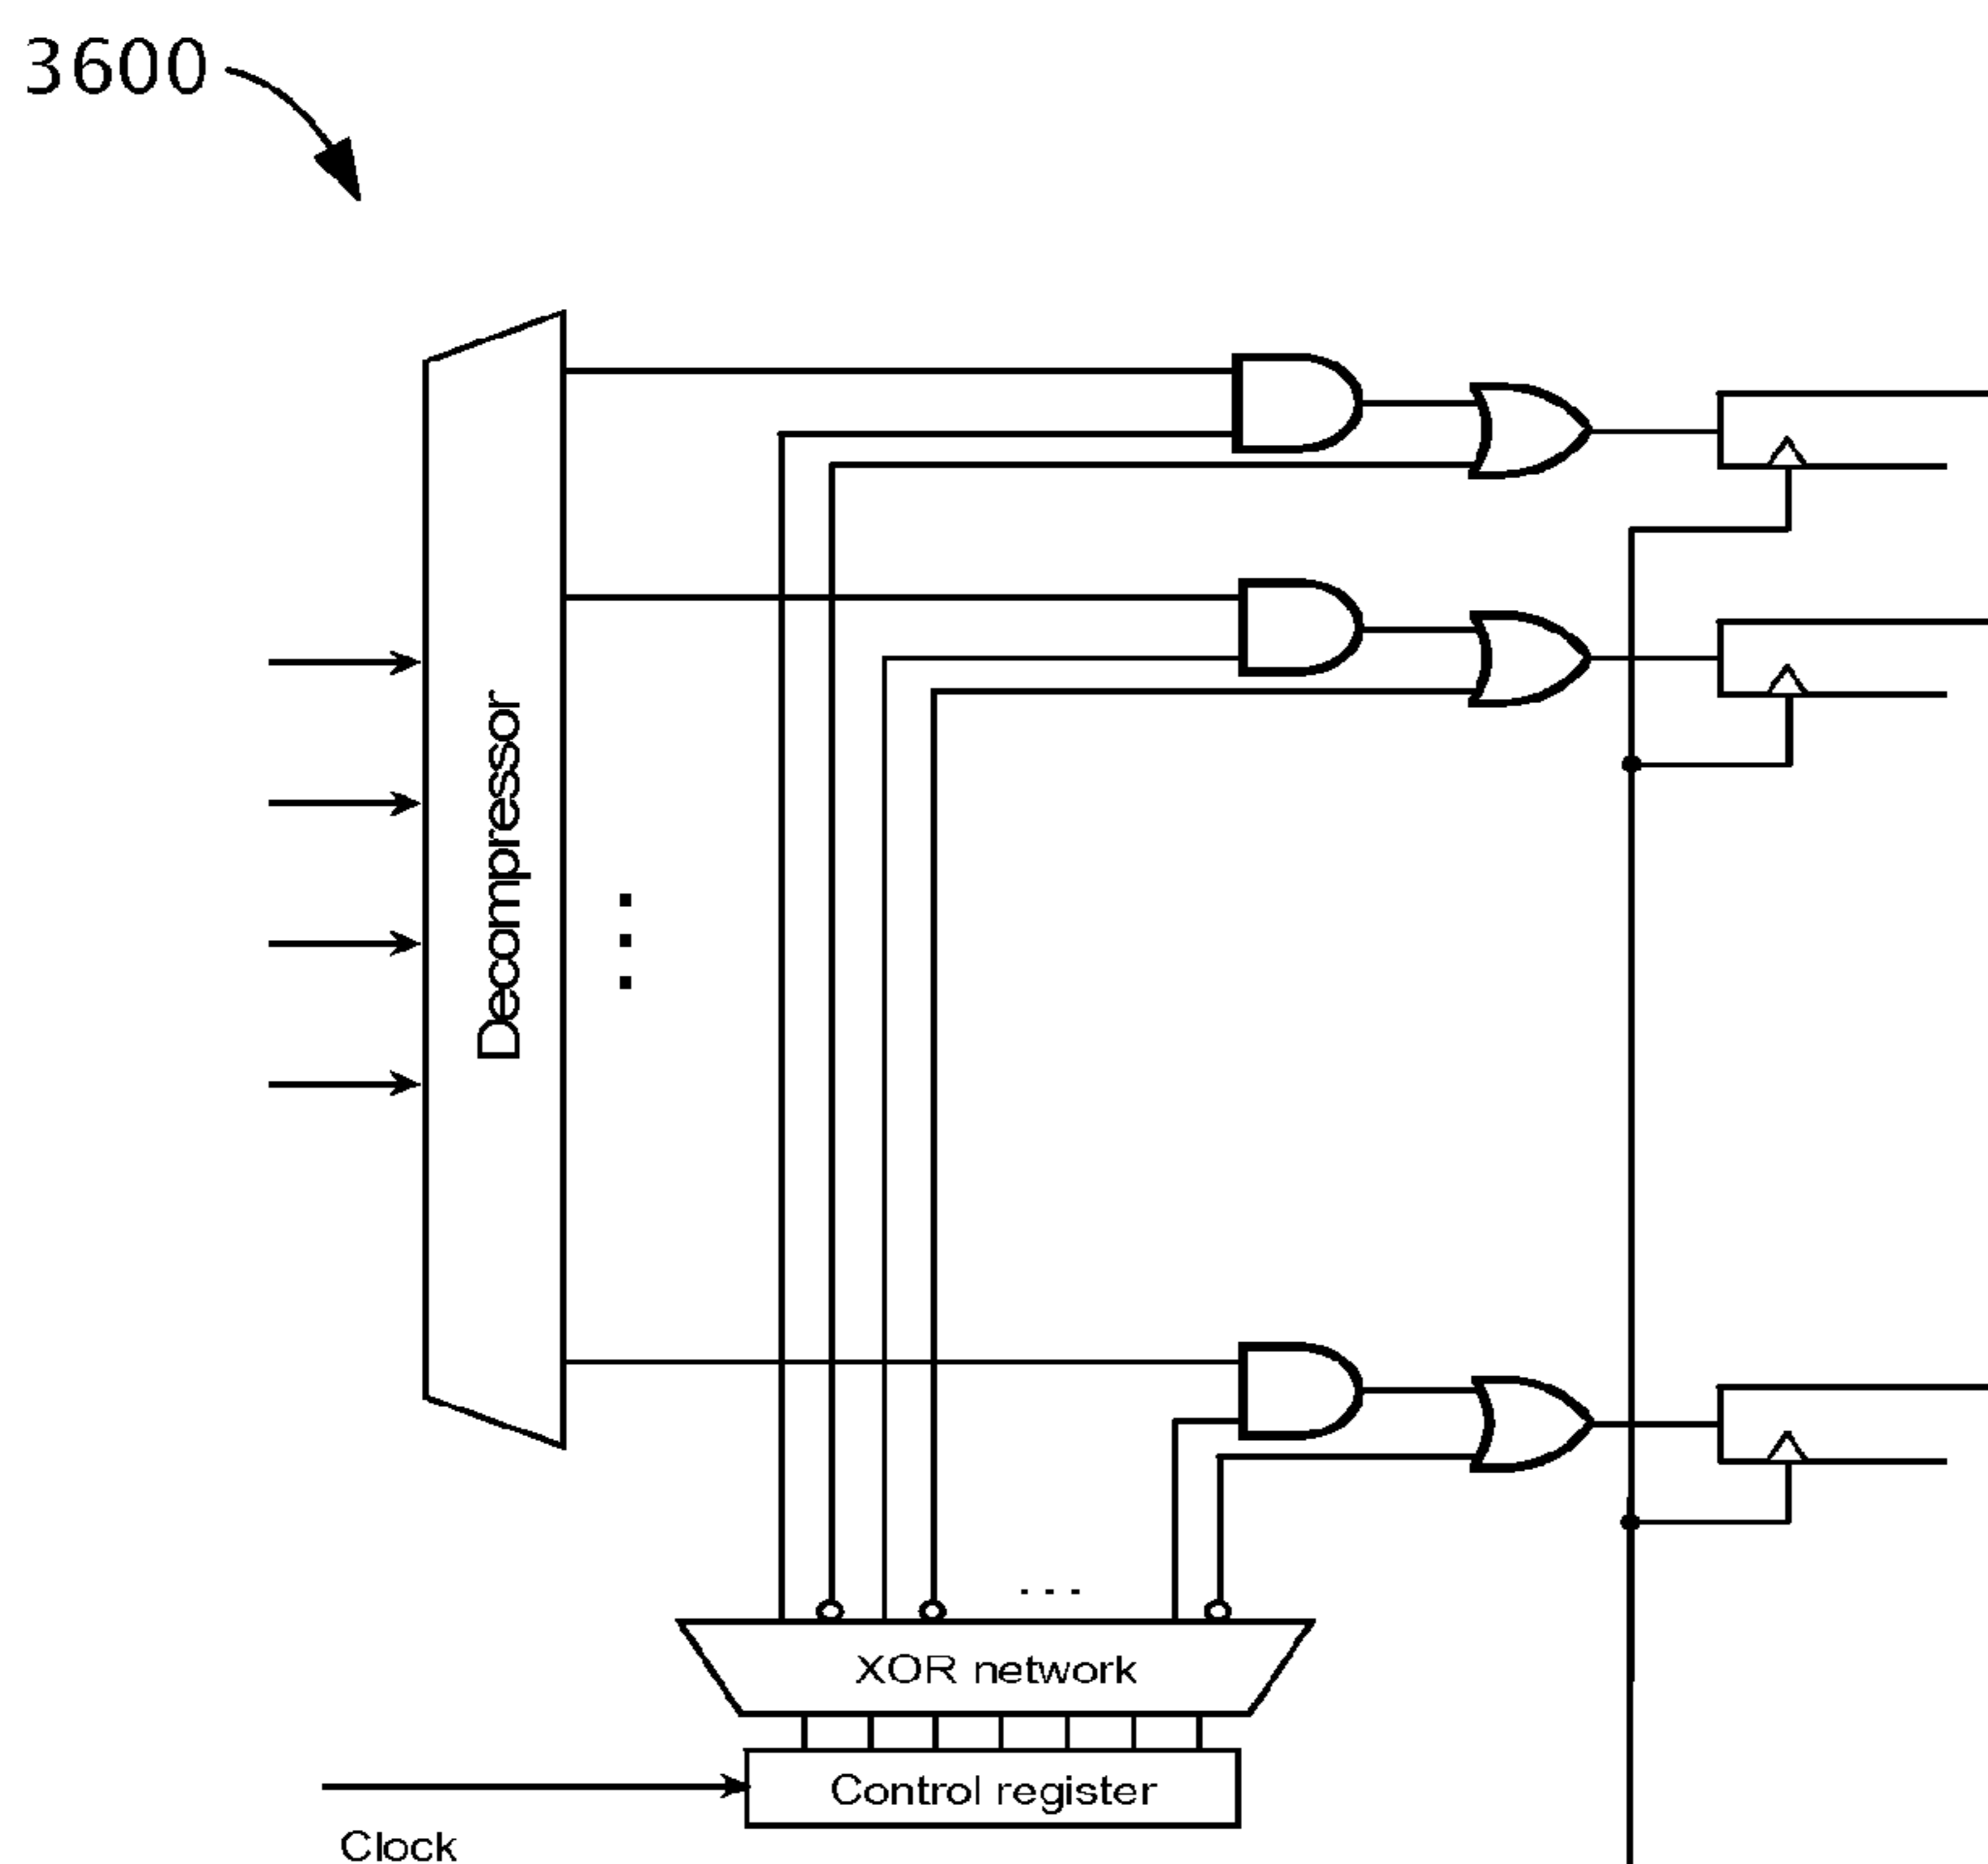 3600
Decompressor
XOR network
Control register
Clock